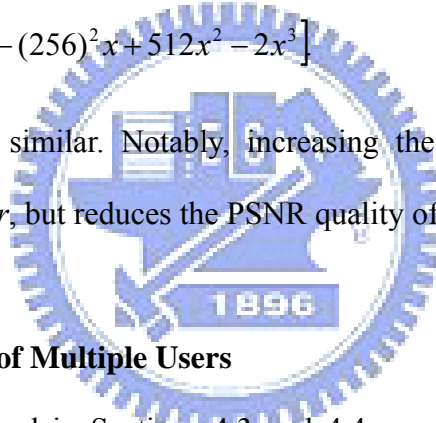 −(256)²x+512x²−2x³]
similar. Notably, increasing the
r, but reduces the PSNR quality of
1896
of Multiple Users